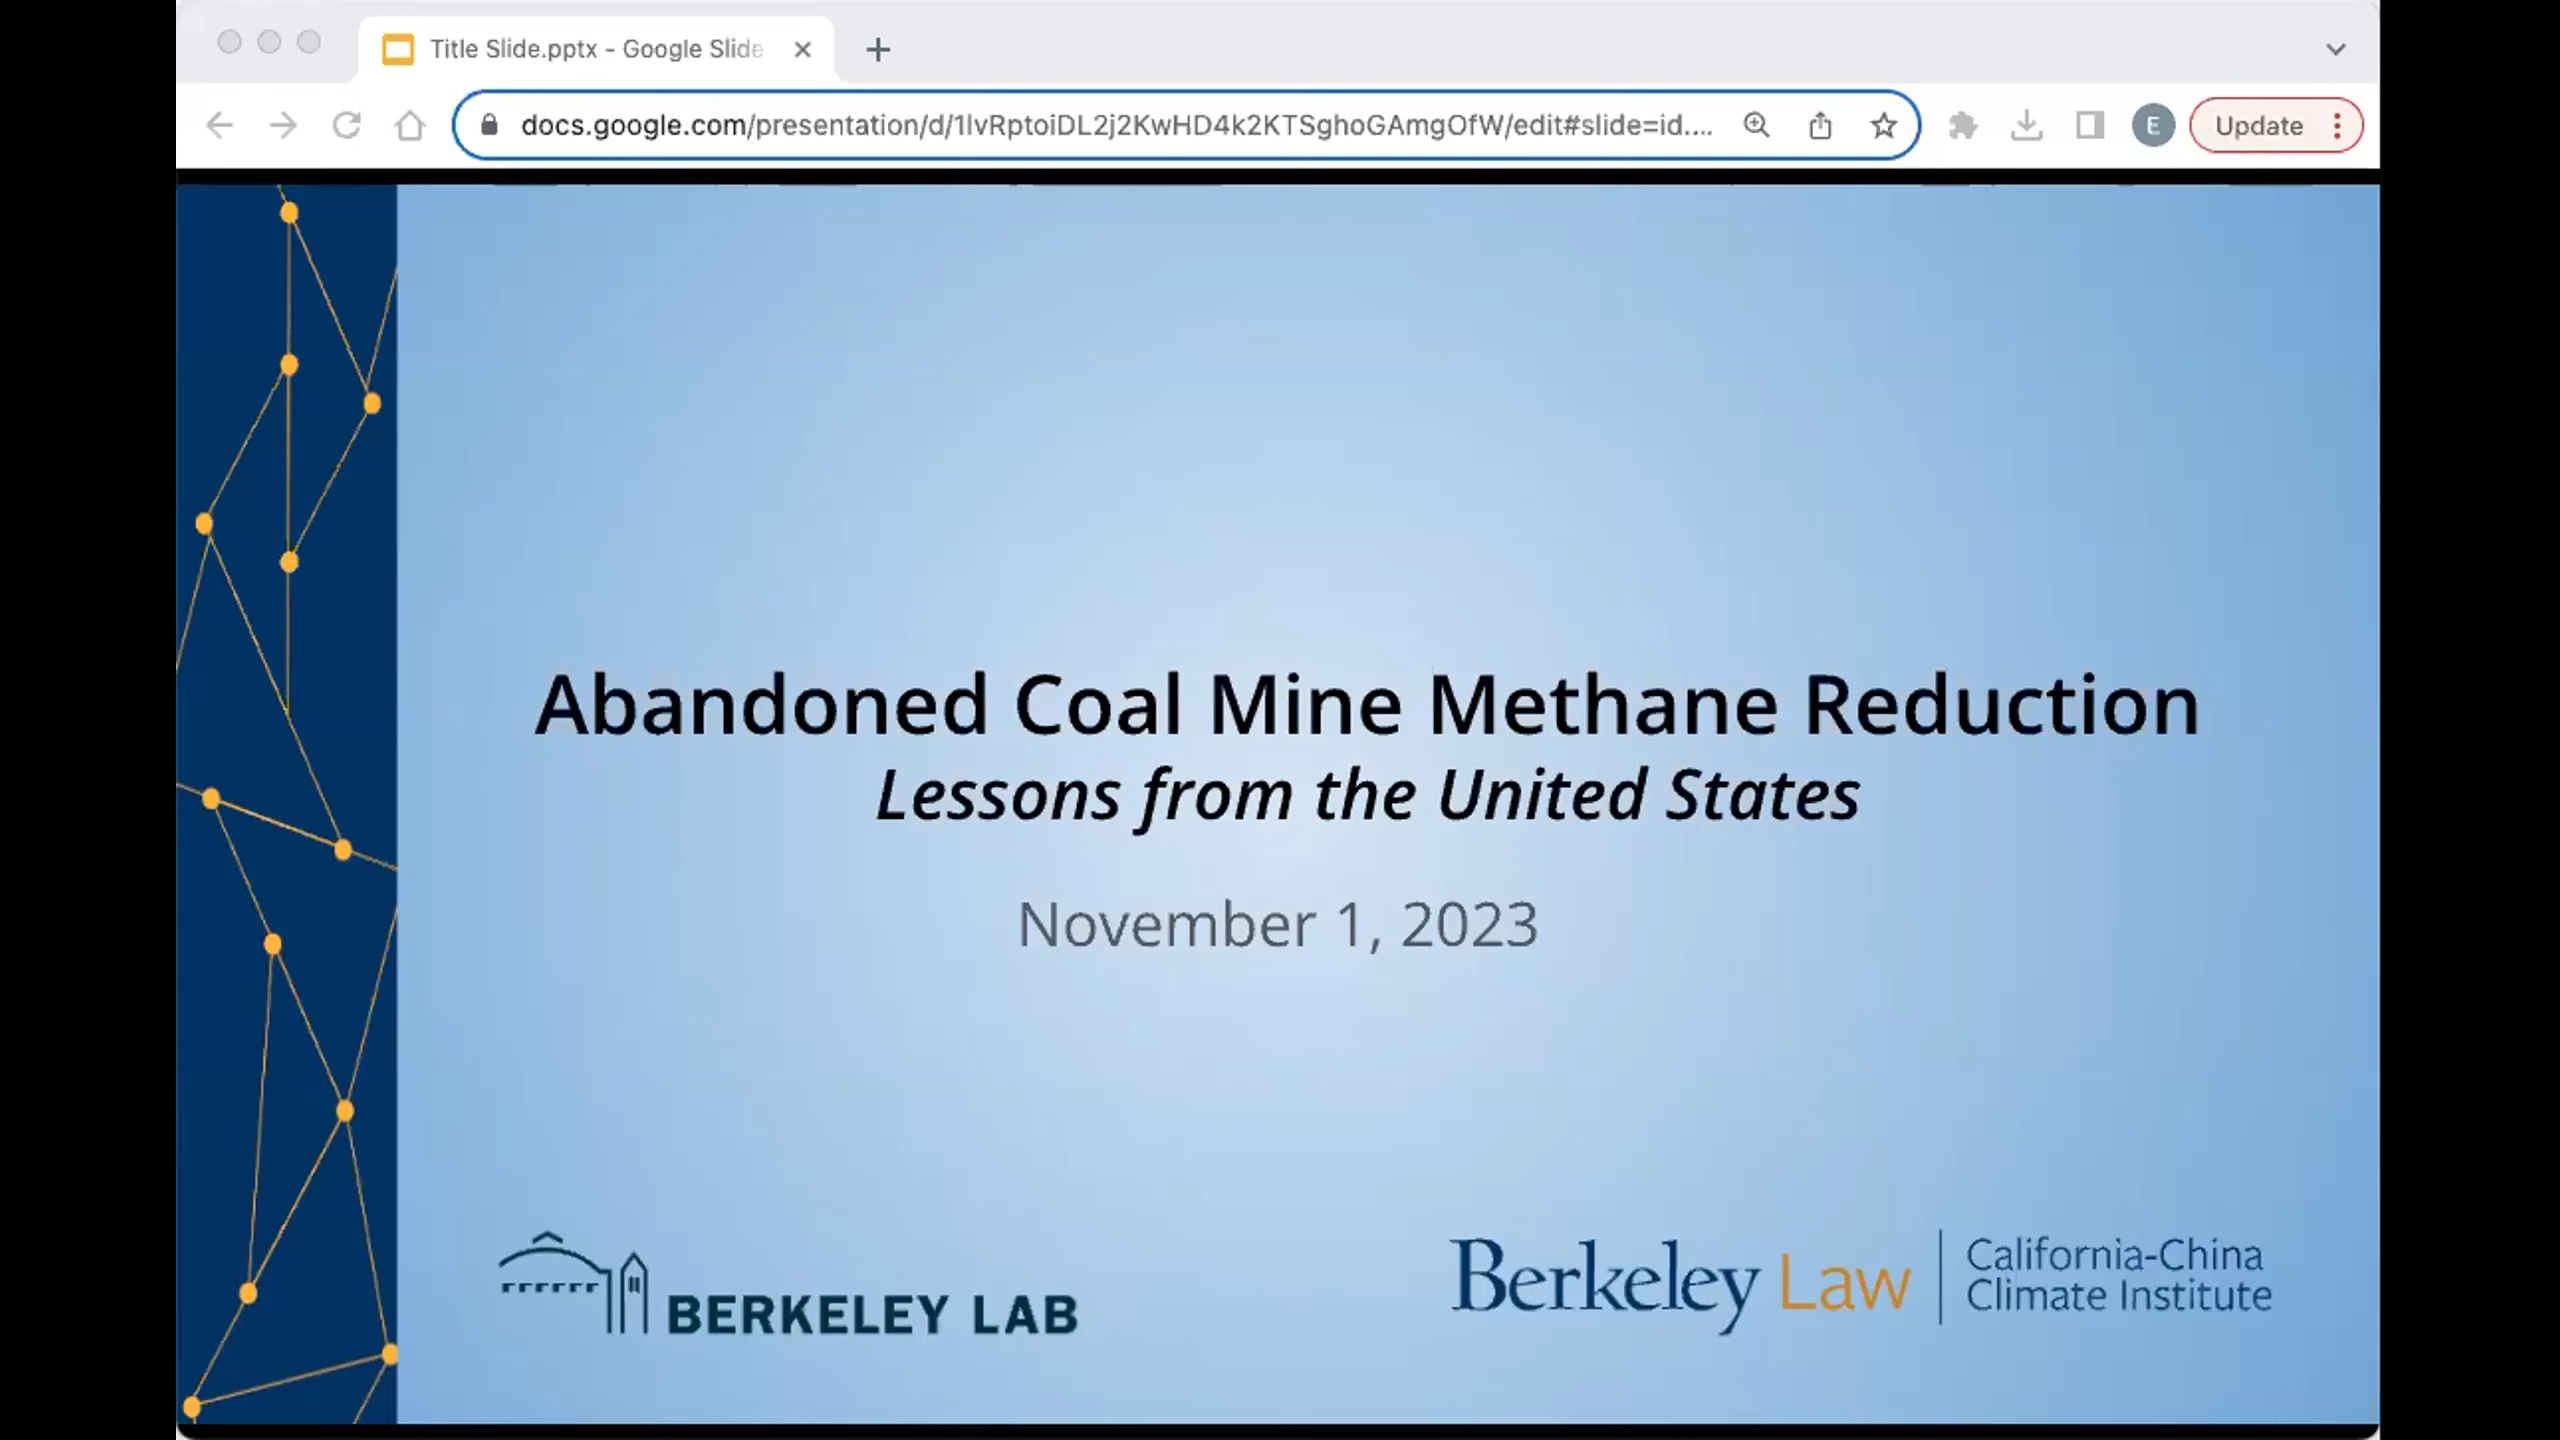 Title Slide.pptx - Google Slide
docs.google.com/presentation/d/1lvRptoiDL2j2KwHD4k2KTSghoGAmgOfW/edit#slide=id....
E
Update
Abandoned Coal Mine Methane Reduction
Lessons from the United States
November 1, 2023
BERKELEY LAB
Berkeley Law
California-China
Climate Institute